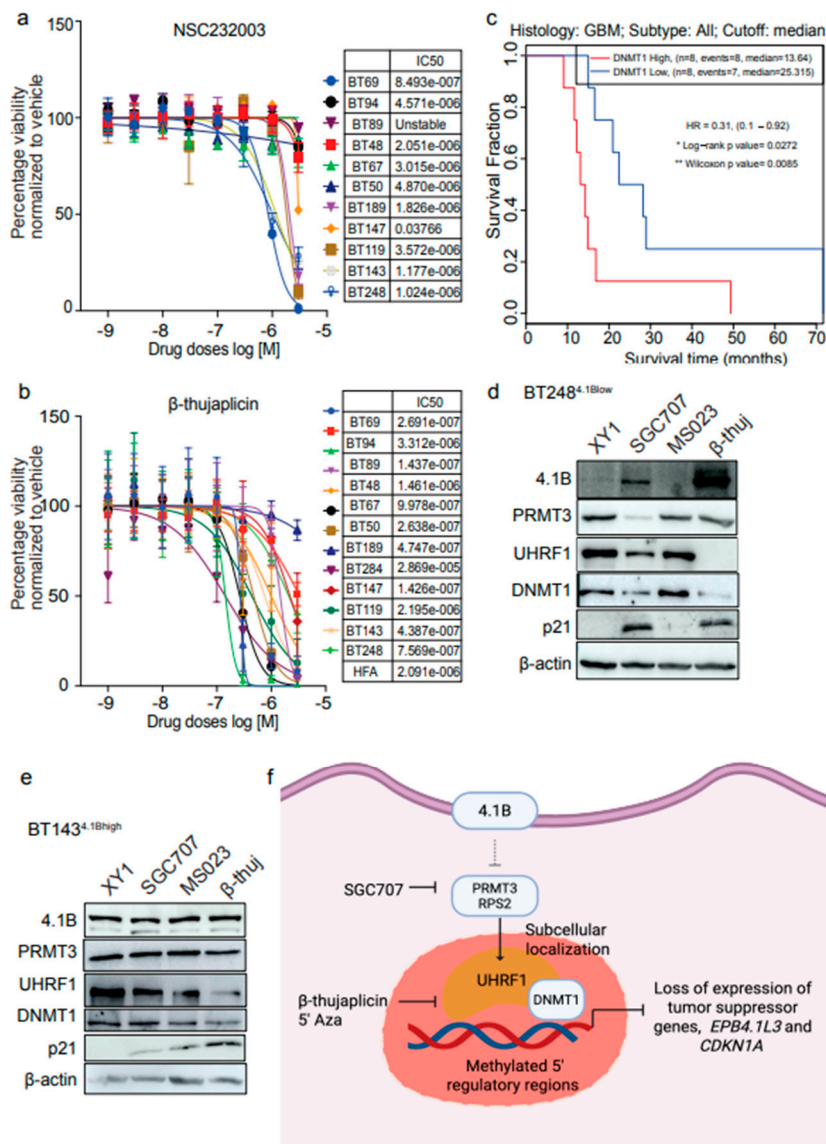 a
NSC232003
Percentage viability
normalized to vehicle
150
100
50
0
-9 -8 -7 -6 -5
Drug doses log [M]
IC50
BT69 8.493e-007
BT94 4.571e-006
BT89 Unstable
BT48 2.051e-006
BT67 3.015e-006
BT50 4.870e-006
BT189 1.826e-006
BT147 0.03766
BT119 3.572e-006
BT143 1.177e-006
BT248 1.024e-006
c
Histology: GBM; Subtype: All; Cutoff: median
DNMT1 High, (n=8, events=8, median=13.64)
DNMT1 Low, (n=8, events=7, median=25.315)
HR = 0.31, (0.1 – 0.92)
* Log−rank p value= 0.0272
** Wilcoxon p value= 0.0085
Survival Fraction
1.0
0.8
0.6
0.4
0.2
0.0
0 10 20 30 40 50 60 70
Survival time (months)
b
β-thujaplicin
Percentage viability
normalized to vehicle
150
100
50
0
-9 -8 -7 -6 -5
Drug doses log [M]
IC50
BT69 2.691e-007
BT94 3.312e-006
BT89 1.437e-007
BT48 1.461e-006
BT67 9.978e-007
BT50 2.638e-007
BT189 4.747e-007
BT284 2.869e-005
BT147 1.426e-007
BT119 2.195e-006
BT143 4.387e-007
BT248 7.569e-007
HFA 2.091e-006
d
BT248 4.1Blow
XY1 SGC707 MS023 β-thuj
4.1B
PRMT3
UHRF1
DNMT1
p21
β-actin
e
BT143 4.1Bhigh
XY1 SGC707 MS023 β-thuj
4.1B
PRMT3
UHRF1
DNMT1
p21
β-actin
f
4.1B
SGC707
PRMT3
RPS2
Subcellular
localization
UHRF1
DNMT1
β-thujaplicin
5' Aza
Methylated 5'
regulatory regions
Loss of expression of
tumor suppressor
genes, EPB4.1L3 and
CDKN1A